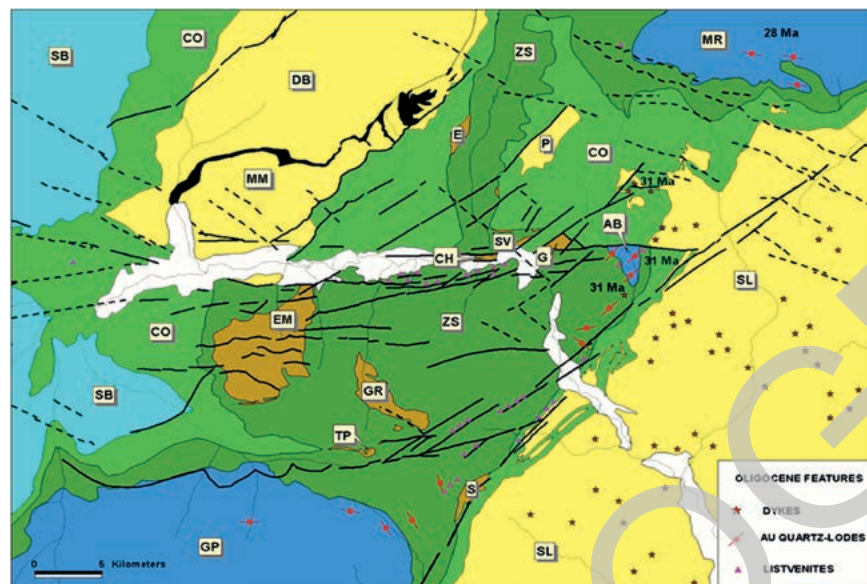 28 Ma
MR
CO
SB
ZS
DB
E
P
CO
MM
31 Ma
AB
SV
CH
G
31 Ma
SL
31 Ma
EM
ZS
CO
SB
GR
TP
S
OLIGOCENE FEATURES
DYKES
AU QUARTZ-LODES
LISTVENITES
GP
SL
0 5 Kilometers